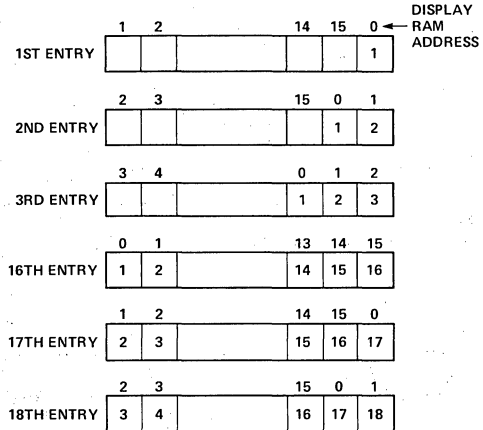 DISPLAY
RAM
ADDRESS
1 2 14 15 0
1ST ENTRY 1
2 3 15 0 1
2ND ENTRY 1 2
3 4 0 1 2
3RD ENTRY 1 2 3
0 1 13 14 15
16TH ENTRY 1 2 14 15 16
1 2 14 15 0
17TH ENTRY 2 3 15 16 17
2 3 15 0 1
18TH ENTRY 3 4 16 17 18